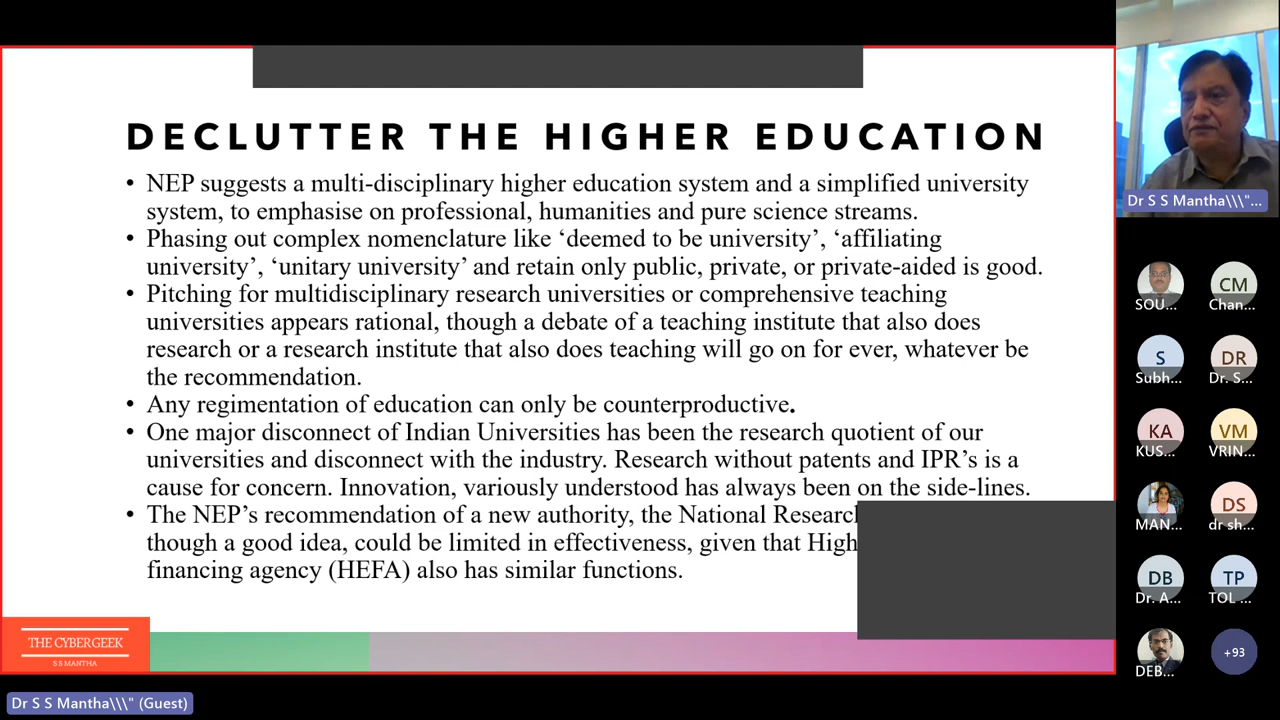 DECLUTTER THE HIGHER EDUCATION
• NEP suggests a multi-disciplinary higher education system and a simplified university
system, to emphasise on professional, humanities and pure science streams.
• Phasing out complex nomenclature like ‘deemed to be university’, ‘affiliating
university’, ‘unitary university’ and retain only public, private, or private-aided is good.
• Pitching for multidisciplinary research universities or comprehensive teaching
universities appears rational, though a debate of a teaching institute that also does
research or a research institute that also does teaching will go on for ever, whatever be
the recommendation.
• Any regimentation of education can only be counterproductive.
• One major disconnect of Indian Universities has been the research quotient of our
universities and disconnect with the industry. Research without patents and IPR’s is a
cause for concern. Innovation, variously understood has always been on the side-lines.
• The NEP’s recommendation of a new authority, the National Research
though a good idea, could be limited in effectiveness, given that High
financing agency (HEFA) also has similar functions.
THE CYBERGEEK
S S MANTHA
Dr S S Mantha\\\" (Guest)
Dr S S Mantha\\\"...
SOU...
CM
Chan...
S
Subh...
DR
Dr. S...
KA
KUS...
VM
VRIN...
MAN...
DS
dr sh...
DB
Dr. A...
TP
TOL ...
DEB...
+93